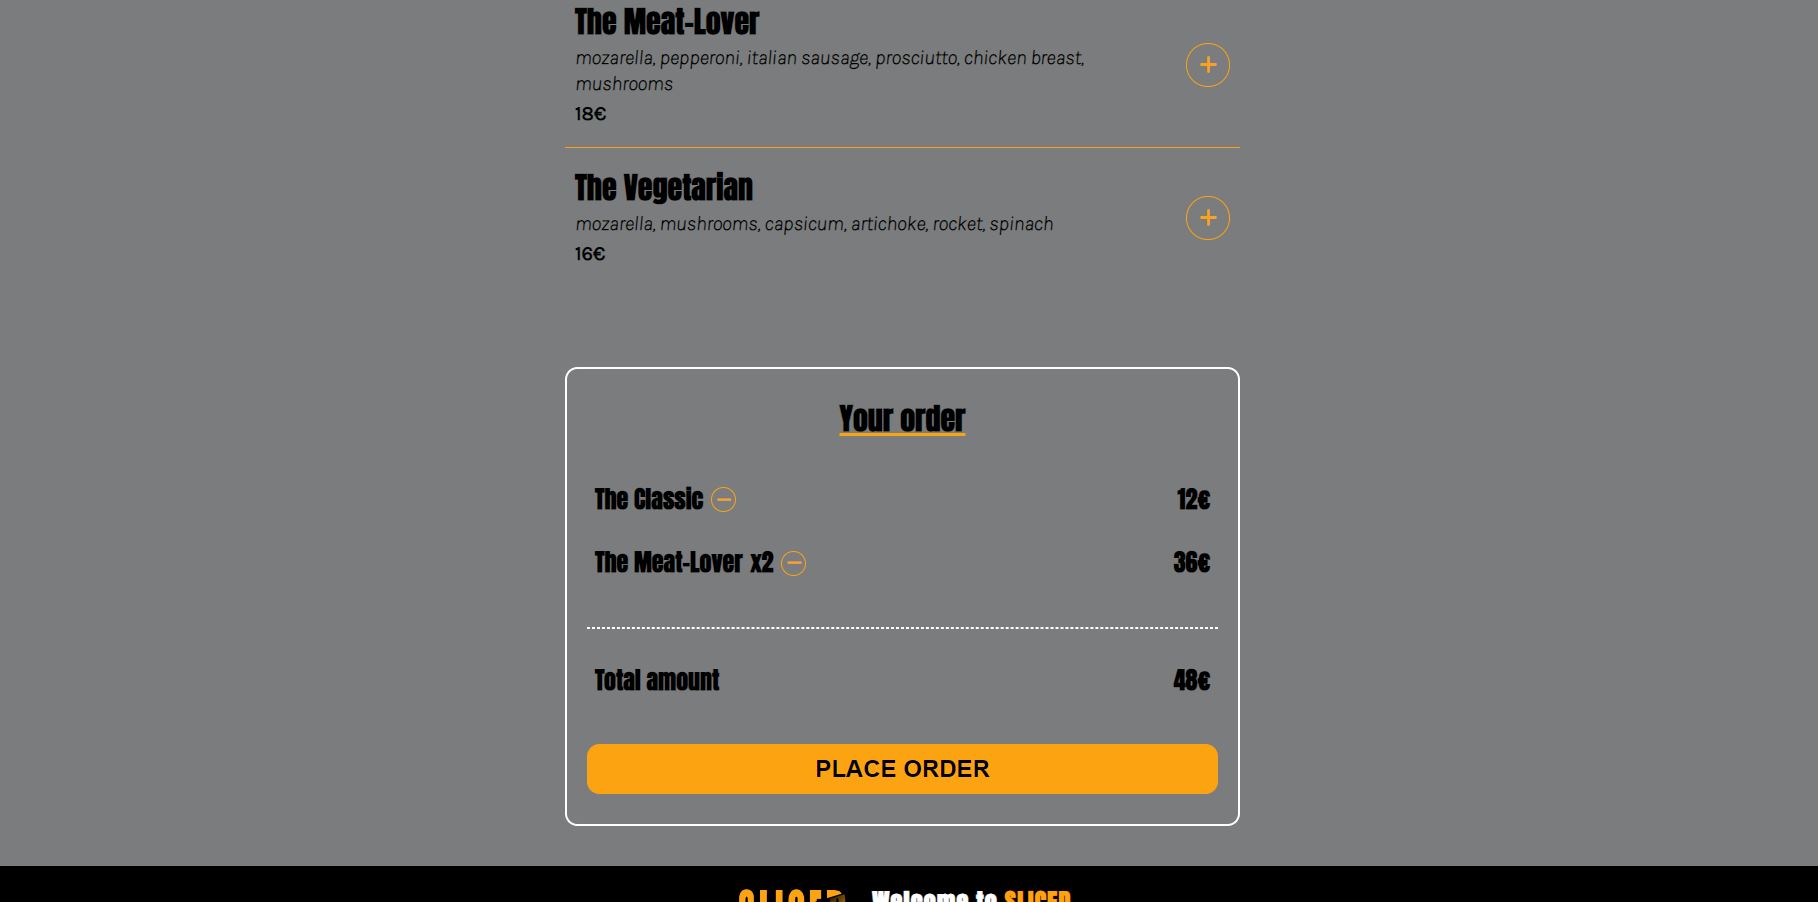 The Meat-Lover
mozarella, pepperoni, italian sausage, prosciutto, chicken breast,
mushrooms
18€
The Vegetarian
mozarella, mushrooms, capsicum, artichoke, rocket, spinach
16€
Your order
The Classic 12€
The Meat-Lover x2 36€
Total amount 48€
PLACE ORDER
SLICED Welcome to SLICED